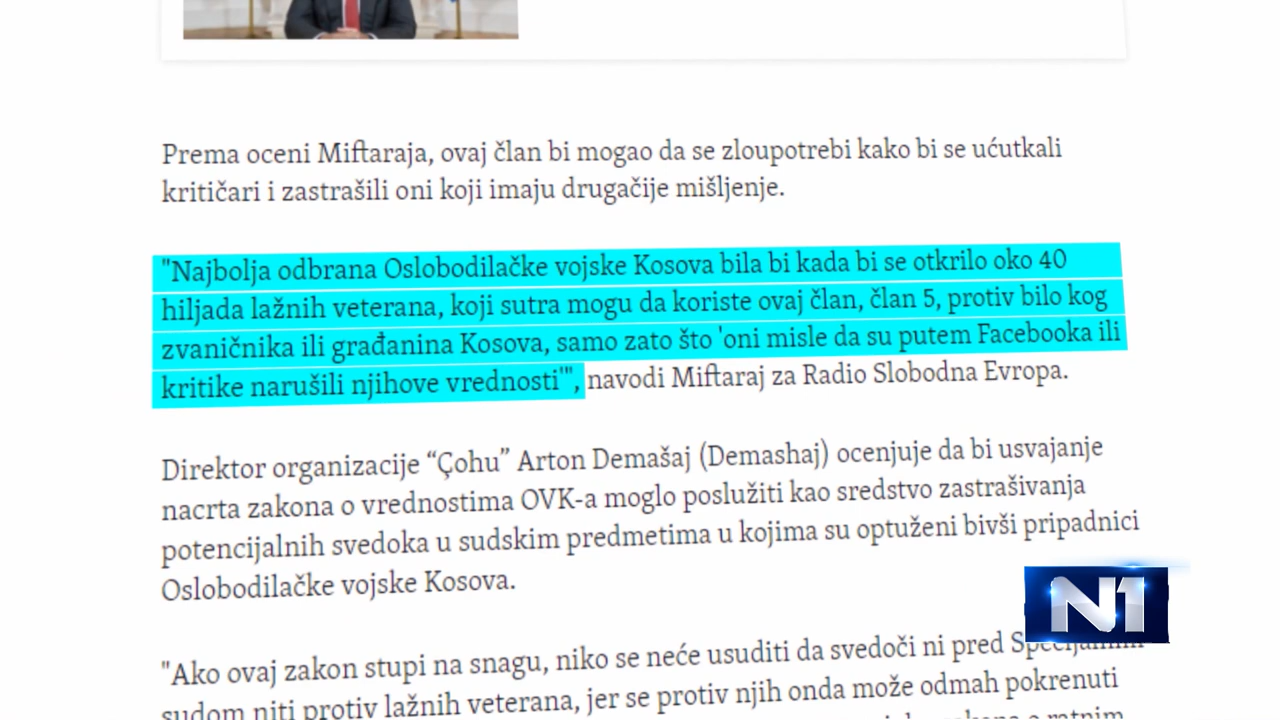 Prema oceni Miftaraja, ovaj član bi mogao da se zloupotrebi kako bi se ućutkali
kritičari i zastrašili oni koji imaju drugačije mišljenje.
"Najbolja odbrana Oslobodilačke vojske Kosova bila bi kada bi se otkrilo oko 40
hiljada lažnih veterana, koji sutra mogu da koriste ovaj član, član 5, protiv bilo kog
zvaničnika ili građanina Kosova, samo zato što 'oni misle da su putem Facebooka ili
kritike narušili njihove vrednosti'", navodi Miftaraj za Radio Slobodna Evropa.
Direktor organizacije “Çohu” Arton Demašaj (Demashaj) ocenjuje da bi usvajanje
nacrta zakona o vrednostima OVK-a moglo poslužiti kao sredstvo zastrašivanja
potencijalnih svedoka u sudskim predmetima u kojima su optuženi bivši pripadnici
Oslobodilačke vojske Kosova.
N1
"Ako ovaj zakon stupi na snagu, niko se neće usuditi da svedoči ni pred
sudom niti protiv lažnih veterana, jer se protiv njih onda može odmah pokrenuti
zakona o ratnim